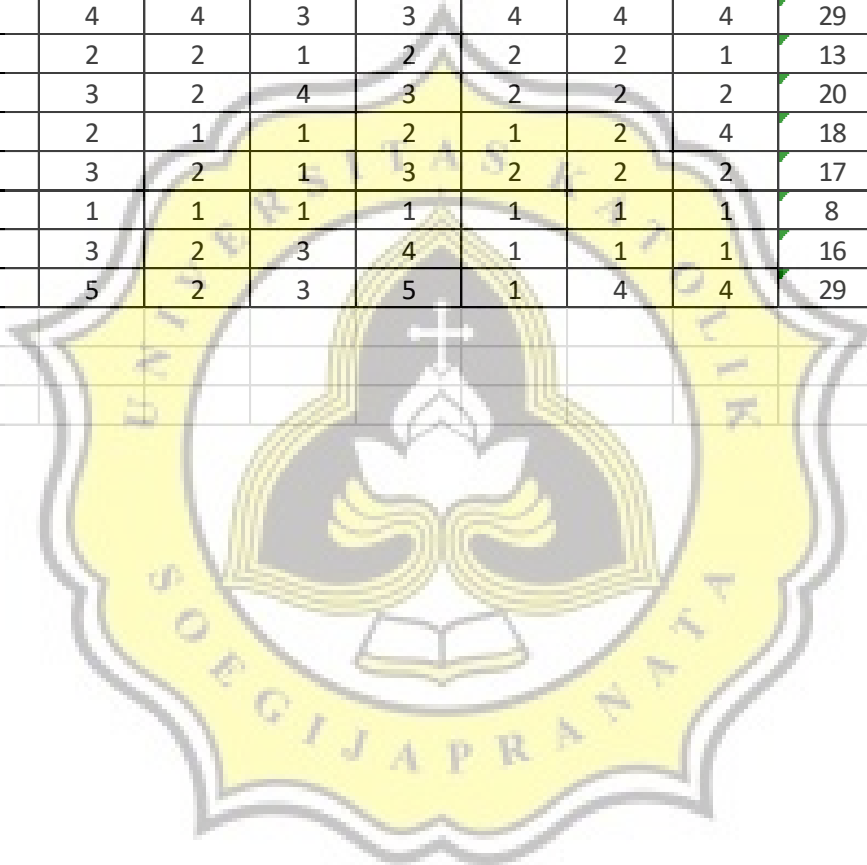 4 4 3 3 4 4 4 29
2 2 1 2 2 2 1 13
3 2 4 3 2 2 2 20
2 1 1 2 1 2 4 18
3 2 1 3 2 2 2 17
1 1 1 1 1 1 1 8
3 2 3 4 1 1 1 16
5 2 3 5 1 4 4 29
UNIVERSITAS KATOLIK
SOEGIJAPRANATA